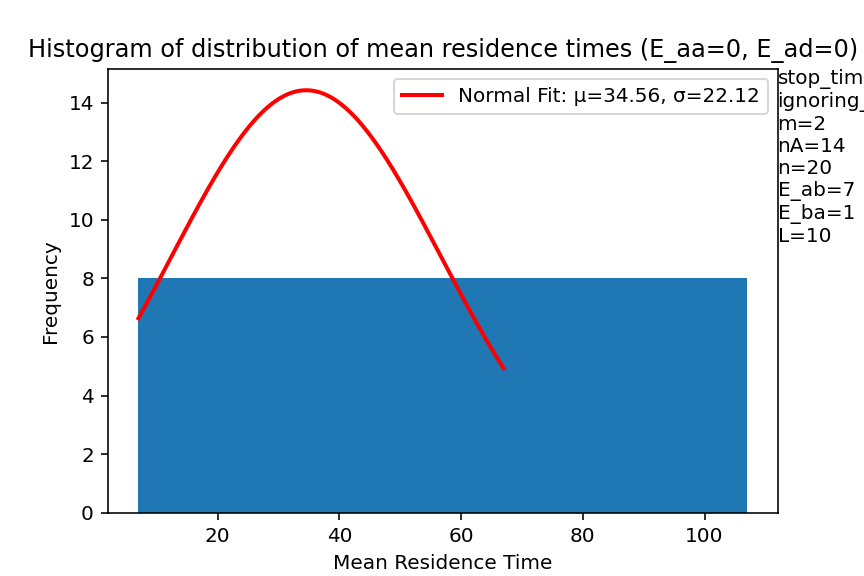 Histogram of distribution of mean residence times (E_aa=0, E_ad=0)
Normal Fit: μ=34.56, σ=22.12
stop_tim
ignoring_
m=2
nA=14
n=20
E_ab=7
E_ba=1
L=10
Frequency
14
12
10
8
6
4
2
0
20 40 60 80 100
Mean Residence Time